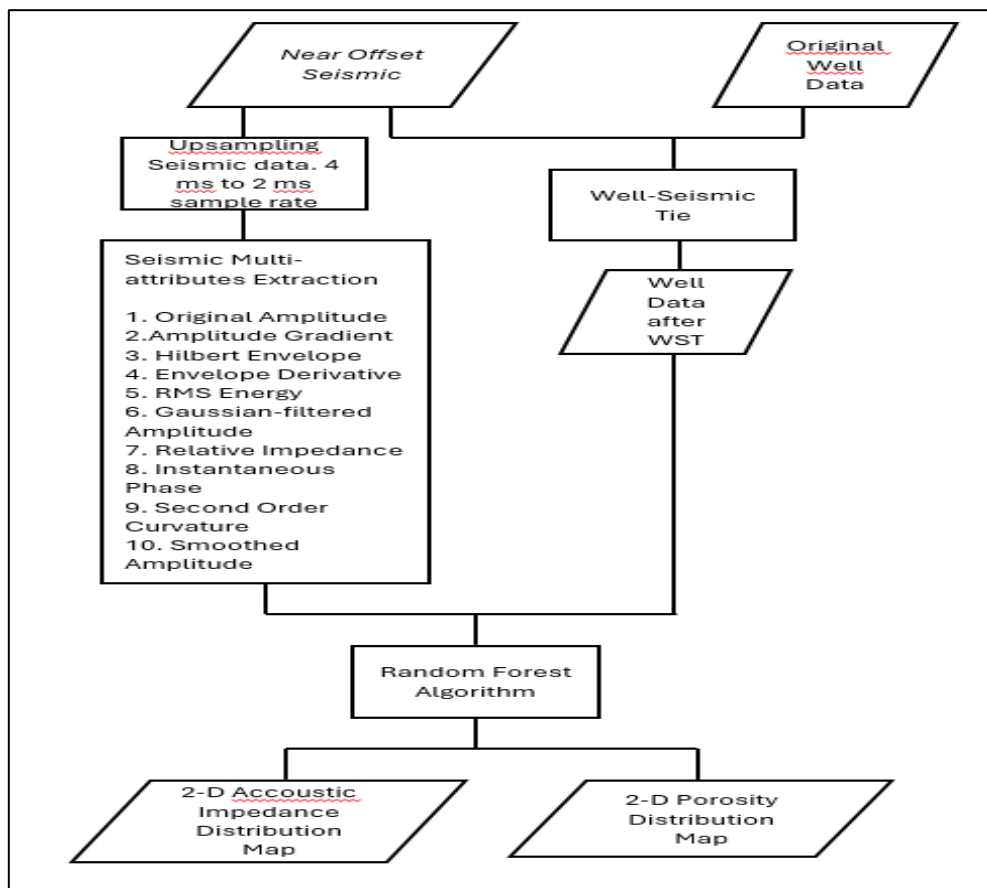 Near Offset
Seismic
Original
Well
Data
Upsampling
Seismic data. 4
ms to 2 ms
sample rate
Well-Seismic
Tie
Seismic Multi-
attributes Extraction
1. Original Amplitude
2.Amplitude Gradient
3. Hilbert Envelope
4. Envelope Derivative
5. RMS Energy
6. Gaussian-filtered
Amplitude
7. Relative Impedance
8. Instantaneous
Phase
9. Second Order
Curvature
10. Smoothed
Amplitude
Well
Data
after
WST
Random Forest
Algorithm
2-D Accoustic
Impedance
Distribution
Map
2-D Porosity
Distribution
Map